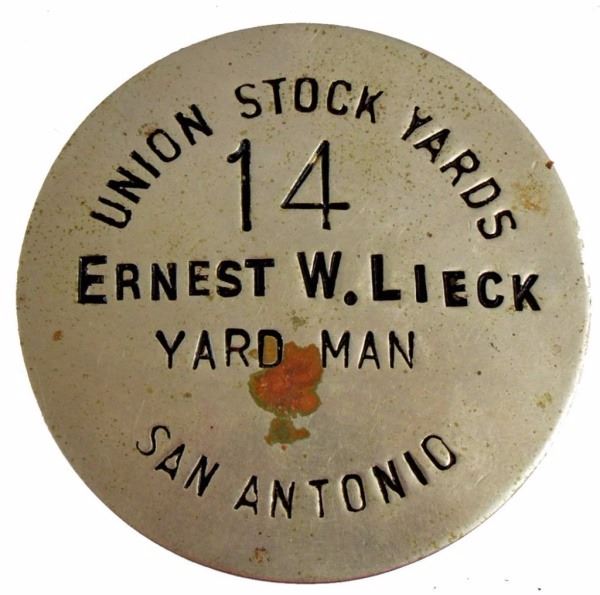 UNION STOCK YARDS
14
ERNEST W. LIECK
YARD MAN
SAN ANTONIO